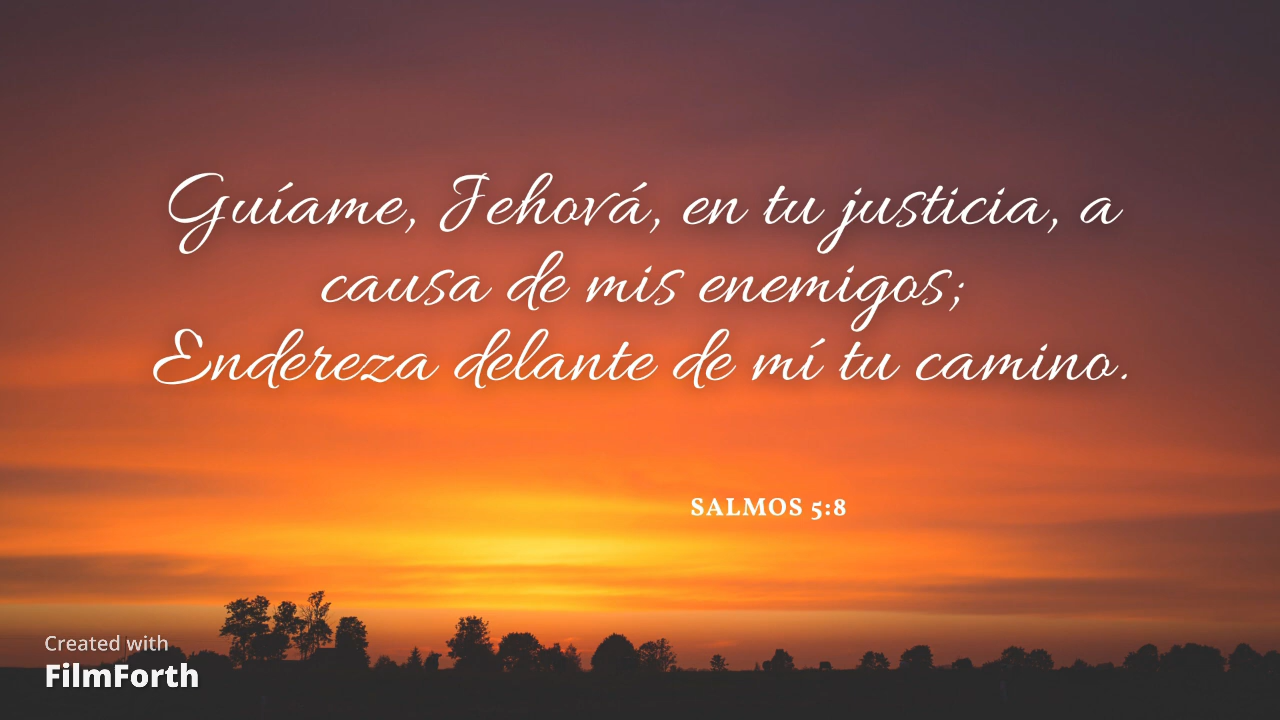 Guíame, Jehová, en tu justicia, a
causa de mis enemigos;
Endereza delante de mí tu camino.
SALMOS 5:8
Created with
FilmForth